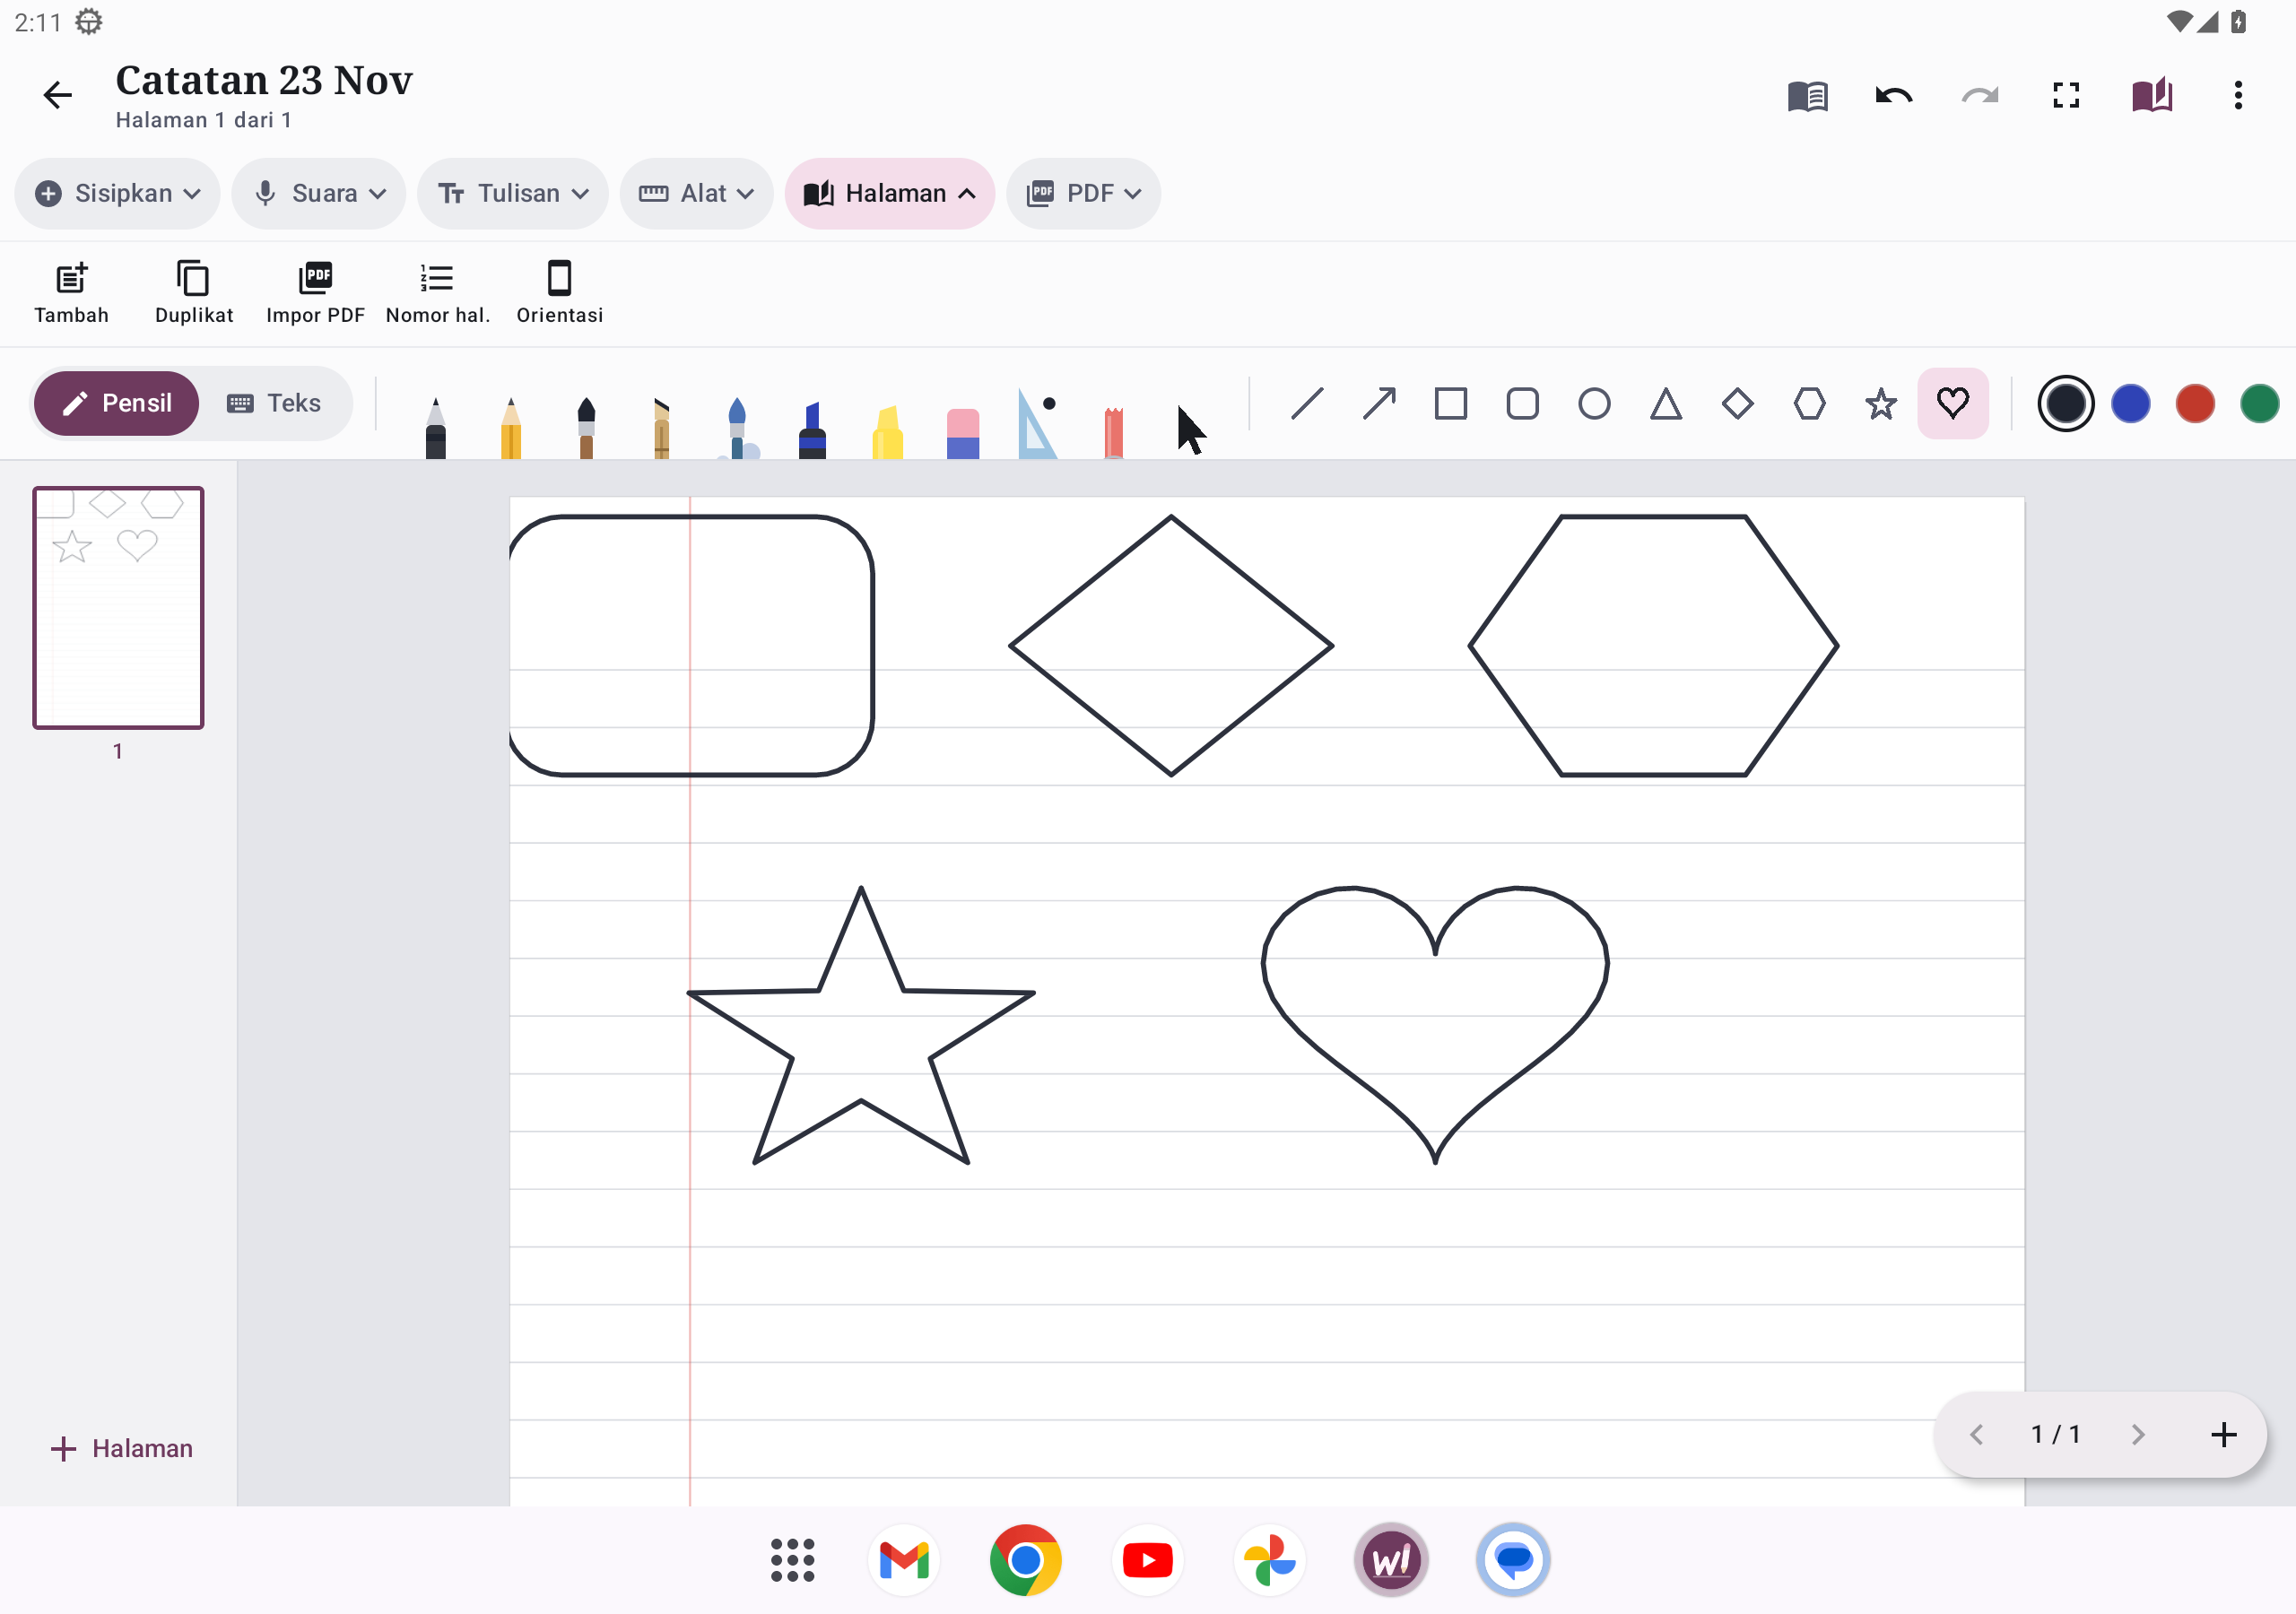 2:11
Catatan 23 Nov
Halaman 1 dari 1
Sisipkan
Suara
Tulisan
Alat
Halaman
PDF
Tambah
Duplikat
Impor PDF
Nomor hal.
Orientasi
Pensil
Teks
1
Halaman
1 / 1